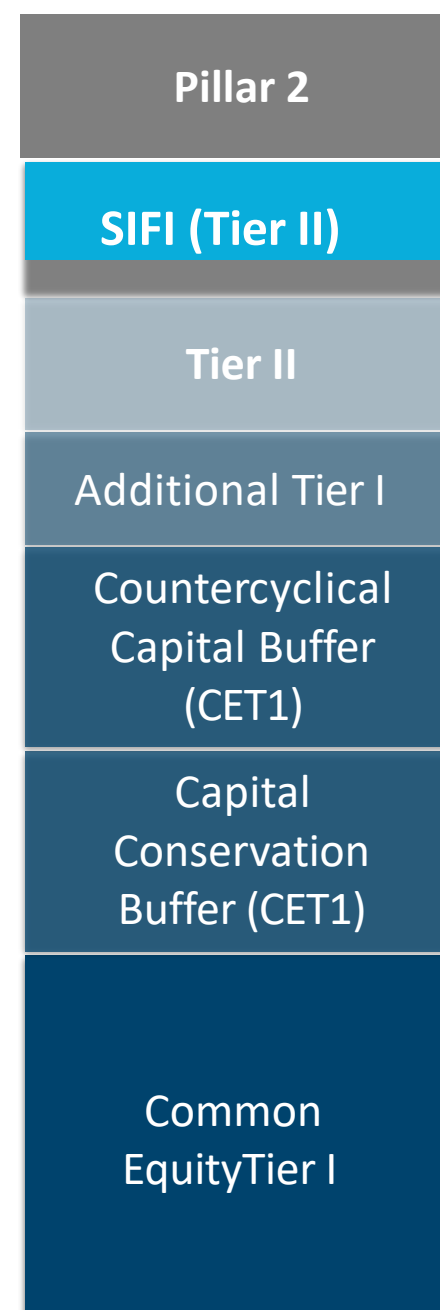 Pillar 2
SIFI (Tier II)
Tier II
Additional Tier I
Countercyclical
Capital Buffer
(CET1)
Capital
Conservation
Buffer (CET1)
Common
EquityTier I